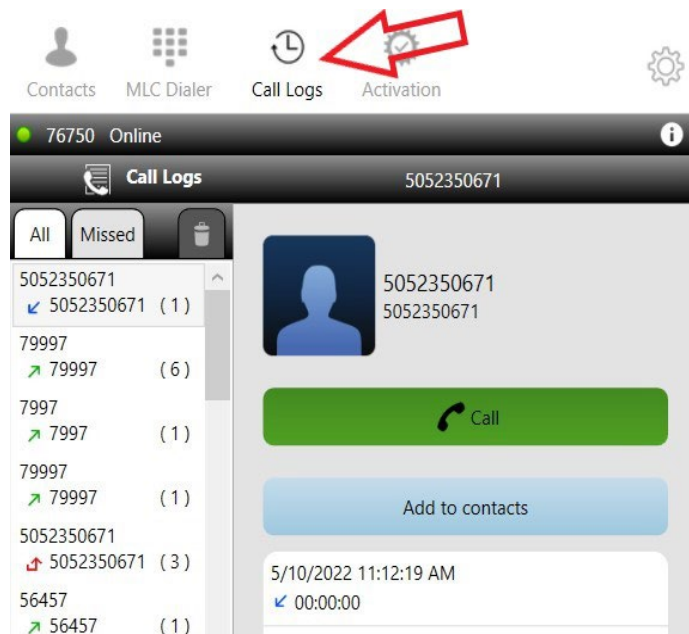 Contacts MLC Dialer Call Logs Activation
76750 Online
Call Logs
5052350671
All Missed
5052350671
5052350671 (1)
79997
79997 (6)
7997
7997 (1)
79997
79997 (1)
5052350671
5052350671 (3)
56457
56457 (1)
5052350671
5052350671
Call
Add to contacts
5/10/2022 11:12:19 AM
00:00:00